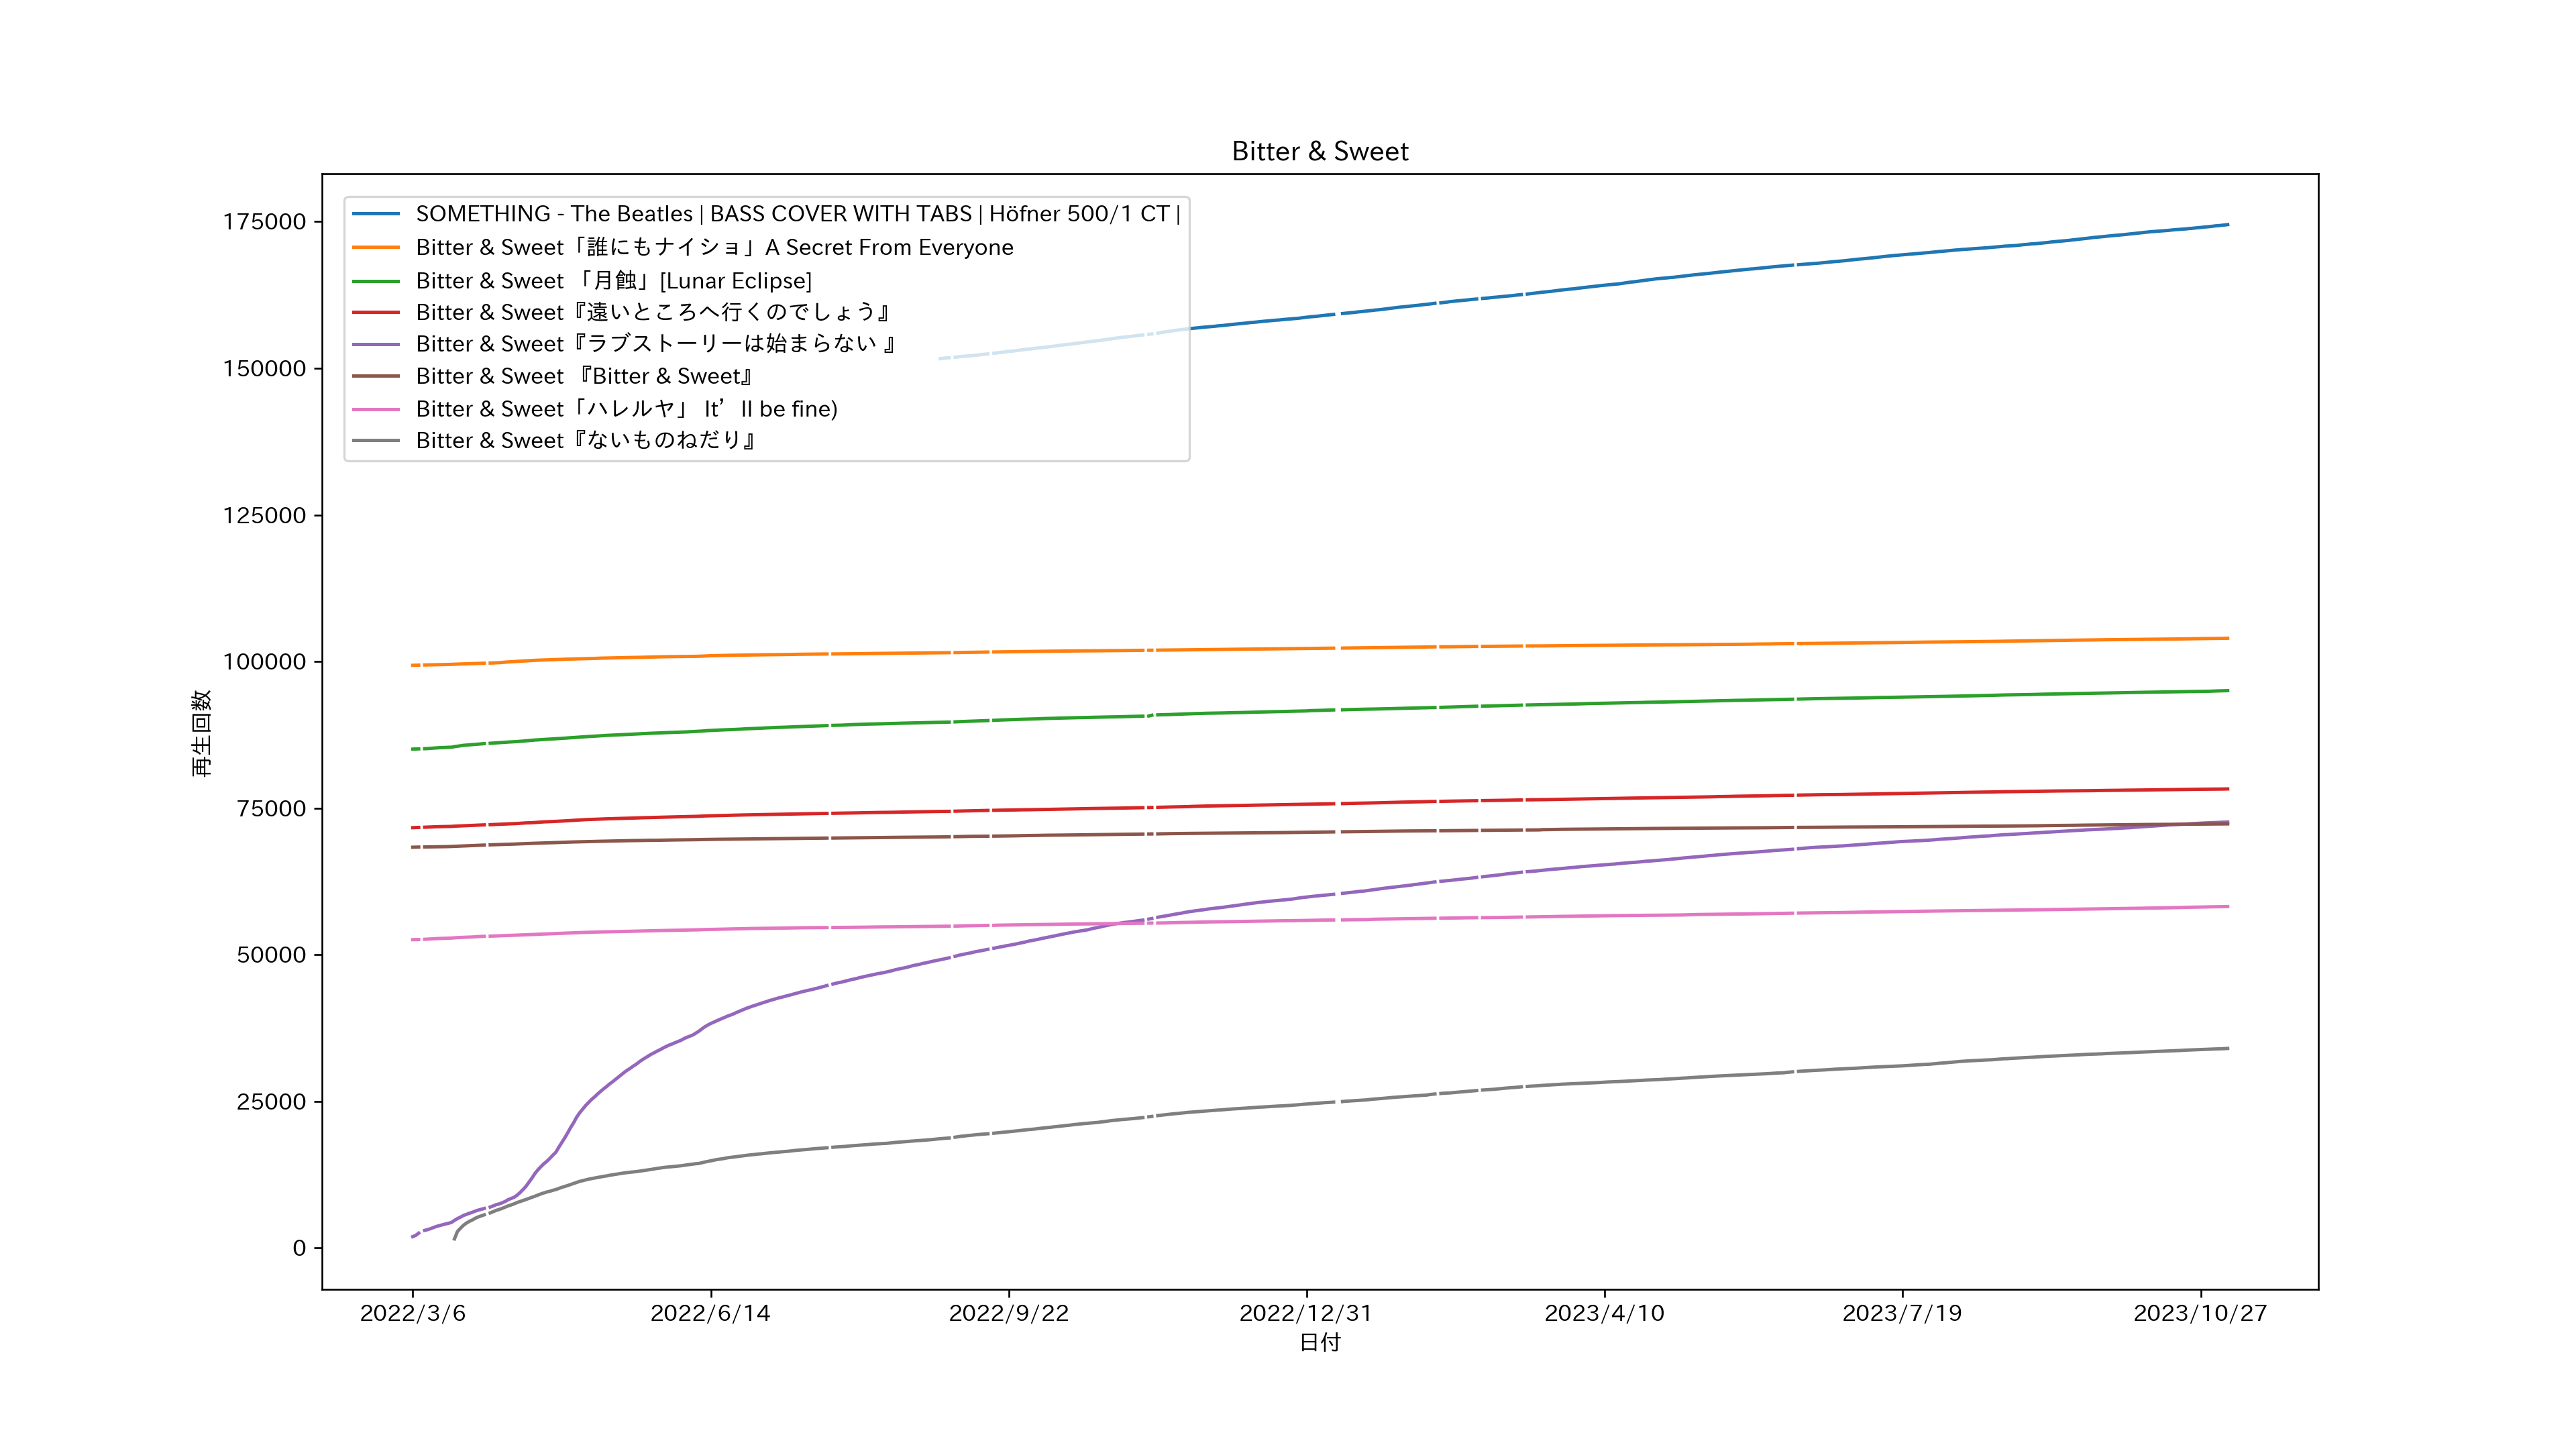 Bitter & Sweet
175000
150000
125000
100000
75000
50000
25000
0
再生回数
SOMETHING - The Beatles | BASS COVER WITH TABS | Höfner 500/1 CT |
Bitter & Sweet「誰にもナイショ」A Secret From Everyone
Bitter & Sweet 「月蝕」[Lunar Eclipse]
Bitter & Sweet『遠いところへ行くのでしょう』
Bitter & Sweet『ラブストーリーは始まらない 』
Bitter & Sweet 『Bitter & Sweet』
Bitter & Sweet「ハレルヤ」 It’ll be fine)
Bitter & Sweet『ないものねだり』
2022/3/6 2022/6/14 2022/9/22 2022/12/31 2023/4/10 2023/7/19 2023/10/27
日付